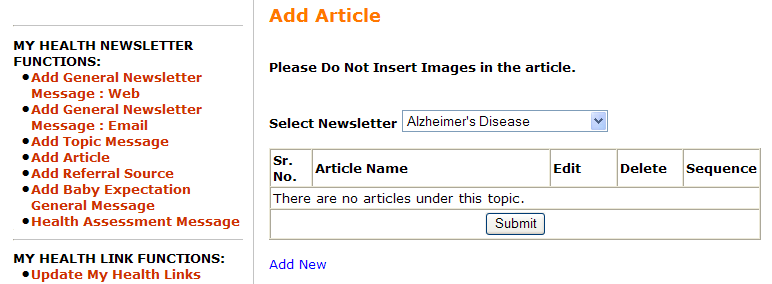 MY HEALTH NEWSLETTER
FUNCTIONS:
Add General Newsletter
Message : Web
Add General Newsletter
Message : Email
Add Topic Message
Add Article
Add Referral Source
Add Baby Expectation
General Message
Health Assessment Message
MY HEALTH LINK FUNCTIONS:
Update My Health Links
Add Article
Please Do Not Insert Images in the article.
Select Newsletter Alzheimer's Disease
Sr. No. Article Name Edit Delete Sequence
There are no articles under this topic.
Submit
Add New